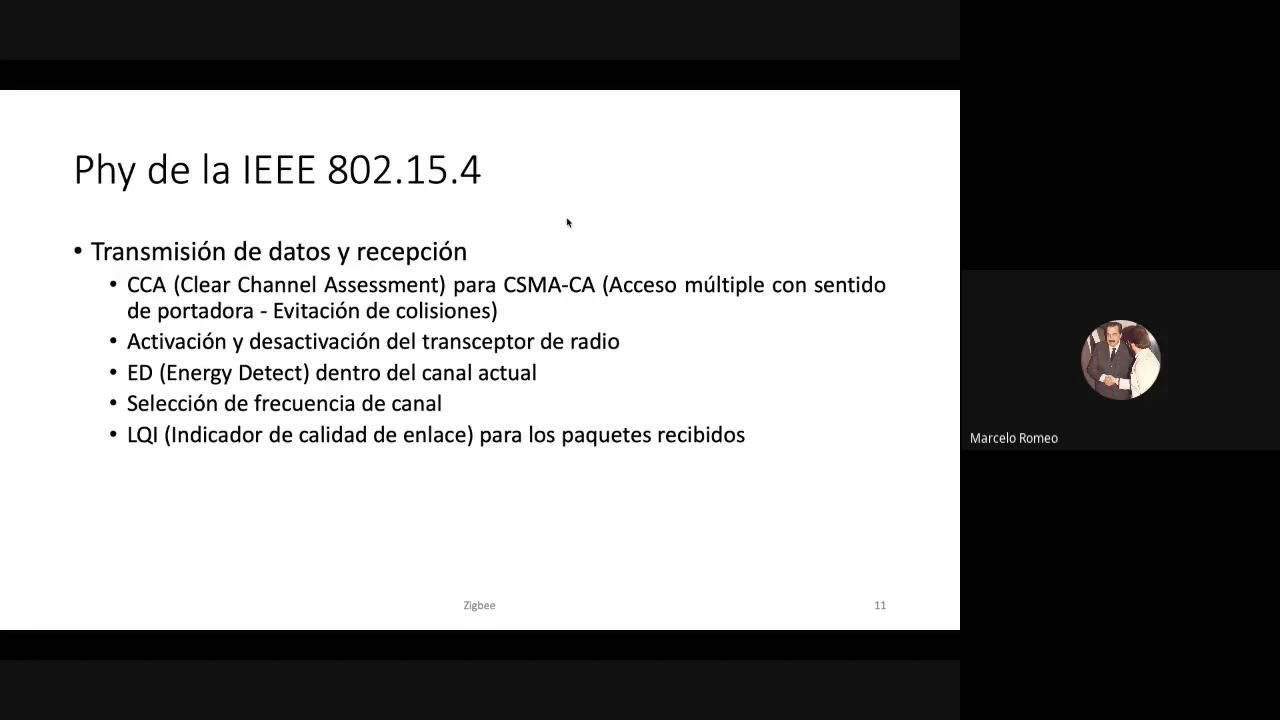 Phy de la IEEE 802.15.4
• Transmisión de datos y recepción
• CCA (Clear Channel Assessment) para CSMA-CA (Acceso múltiple con sentido
de portadora - Evitación de colisiones)
• Activación y desactivación del transceptor de radio
• ED (Energy Detect) dentro del canal actual
• Selección de frecuencia de canal
• LQI (Indicador de calidad de enlace) para los paquetes recibidos
Zigbee
11
Marcelo Romeo